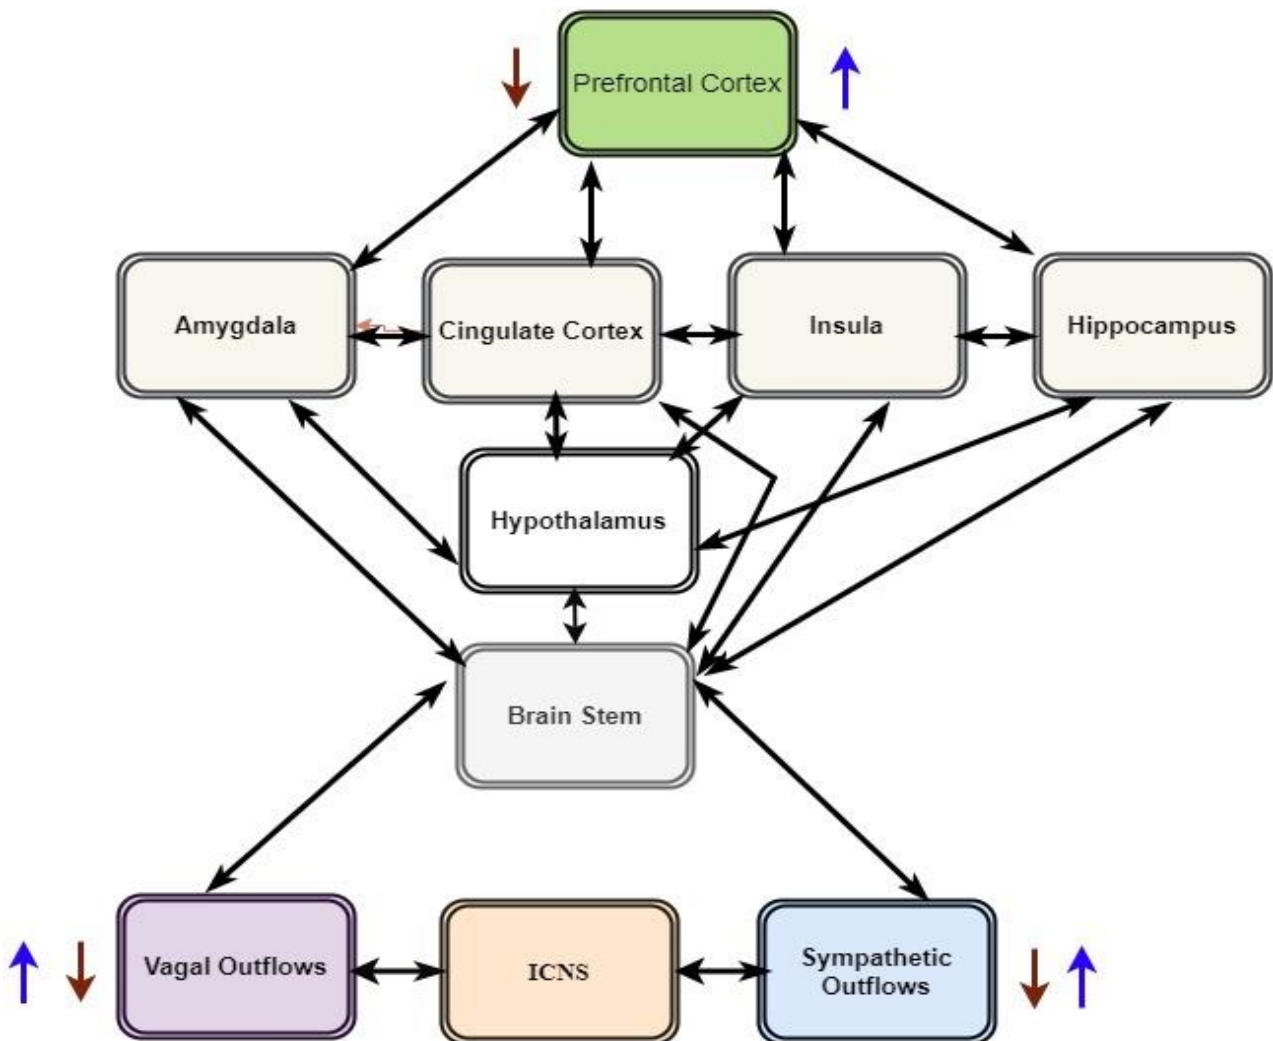 Prefrontal Cortex
Amygdala
Cingulate Cortex
Insula
Hippocampus
Hypothalamus
Brain Stem
Vagal Outflows
ICNS
Sympathetic
Outflows